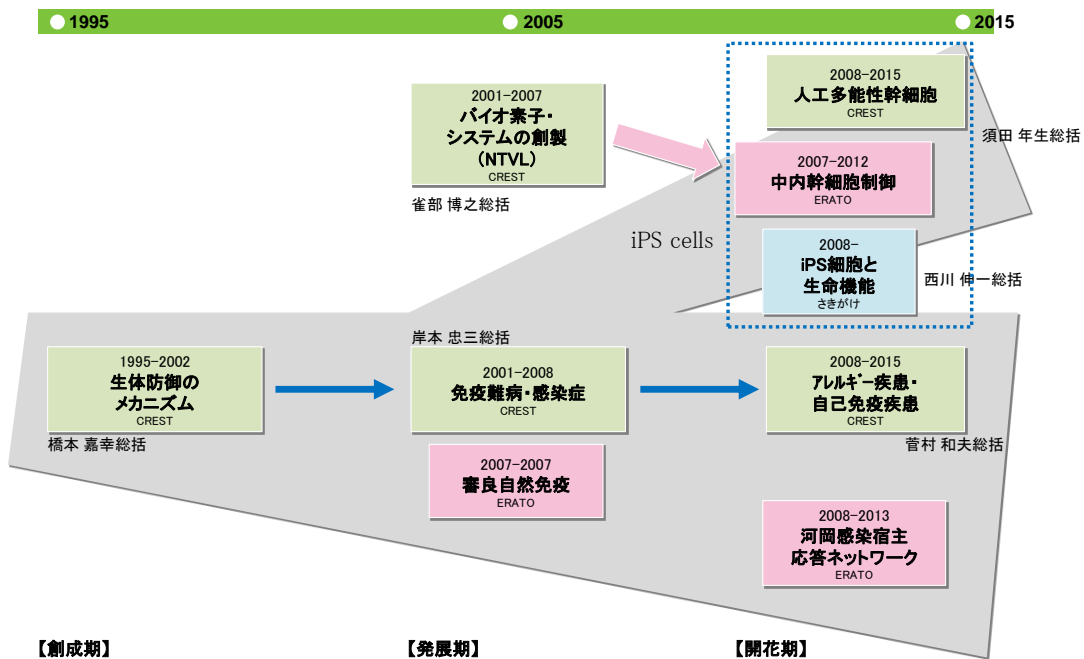 1995
2005
2015
2008-2015
人工多能性幹細胞
CREST
須田 年生総括
2001-2007
バイオ素子・
システムの創製
(NTVL)
CREST
雀部 博之総括
2007-2012
中内幹細胞制御
ERATO
iPS cells
2008-
iPS細胞と
生命機能
さきがけ
西川 伸一総括
1995-2002
生体防御の
メカニズム
CREST
橋本 嘉幸総括
岸本 忠三総括
2001-2008
免疫難病・感染症
CREST
2007-2007
審良自然免疫
ERATO
2008-2015
アレルギー疾患・
自己免疫疾患
CREST
菅村 和夫総括
2008-2013
河岡感染宿主
応答ネットワーク
ERATO
【創成期】
【発展期】
【開花期】